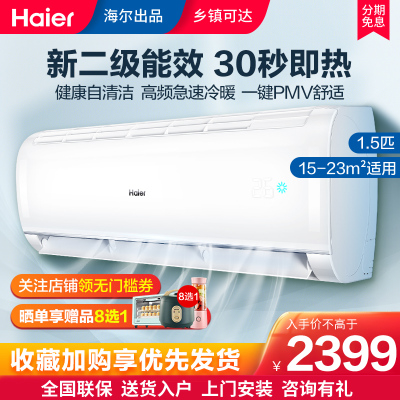 Haier 海尔出品 乡镇可达 分期免息
新二级能效 30秒即热
健康自清洁 高频急速冷暖 一键PMV舒适
1.5匹
15-23m²适用
Haier
关注店铺领无门槛券
晒单享赠品8选1
8选1
入手价不高于
收藏加购享优先发货
¥2399
全国联保 送货入户 上门安装 咨询有礼